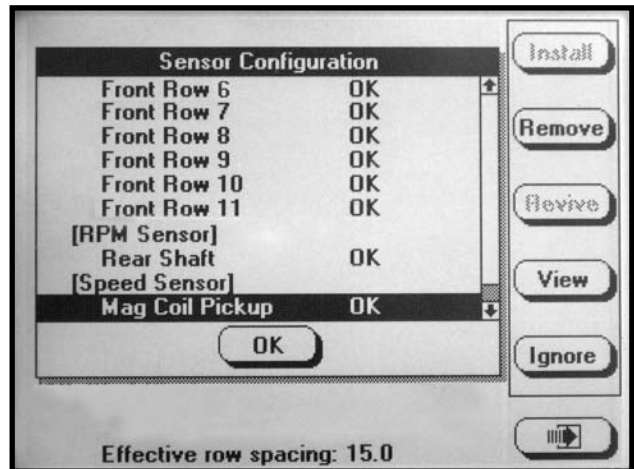 Sensor Configuration
Front Row 6 OK
Front Row 7 OK
Front Row 8 OK
Front Row 9 OK
Front Row 10 OK
Front Row 11 OK
[RPM Sensor]
Rear Shaft OK
[Speed Sensor]
Mag Coil Pickup OK
OK
Effective row spacing: 15.0
Install
Remove
Revive
View
Ignore